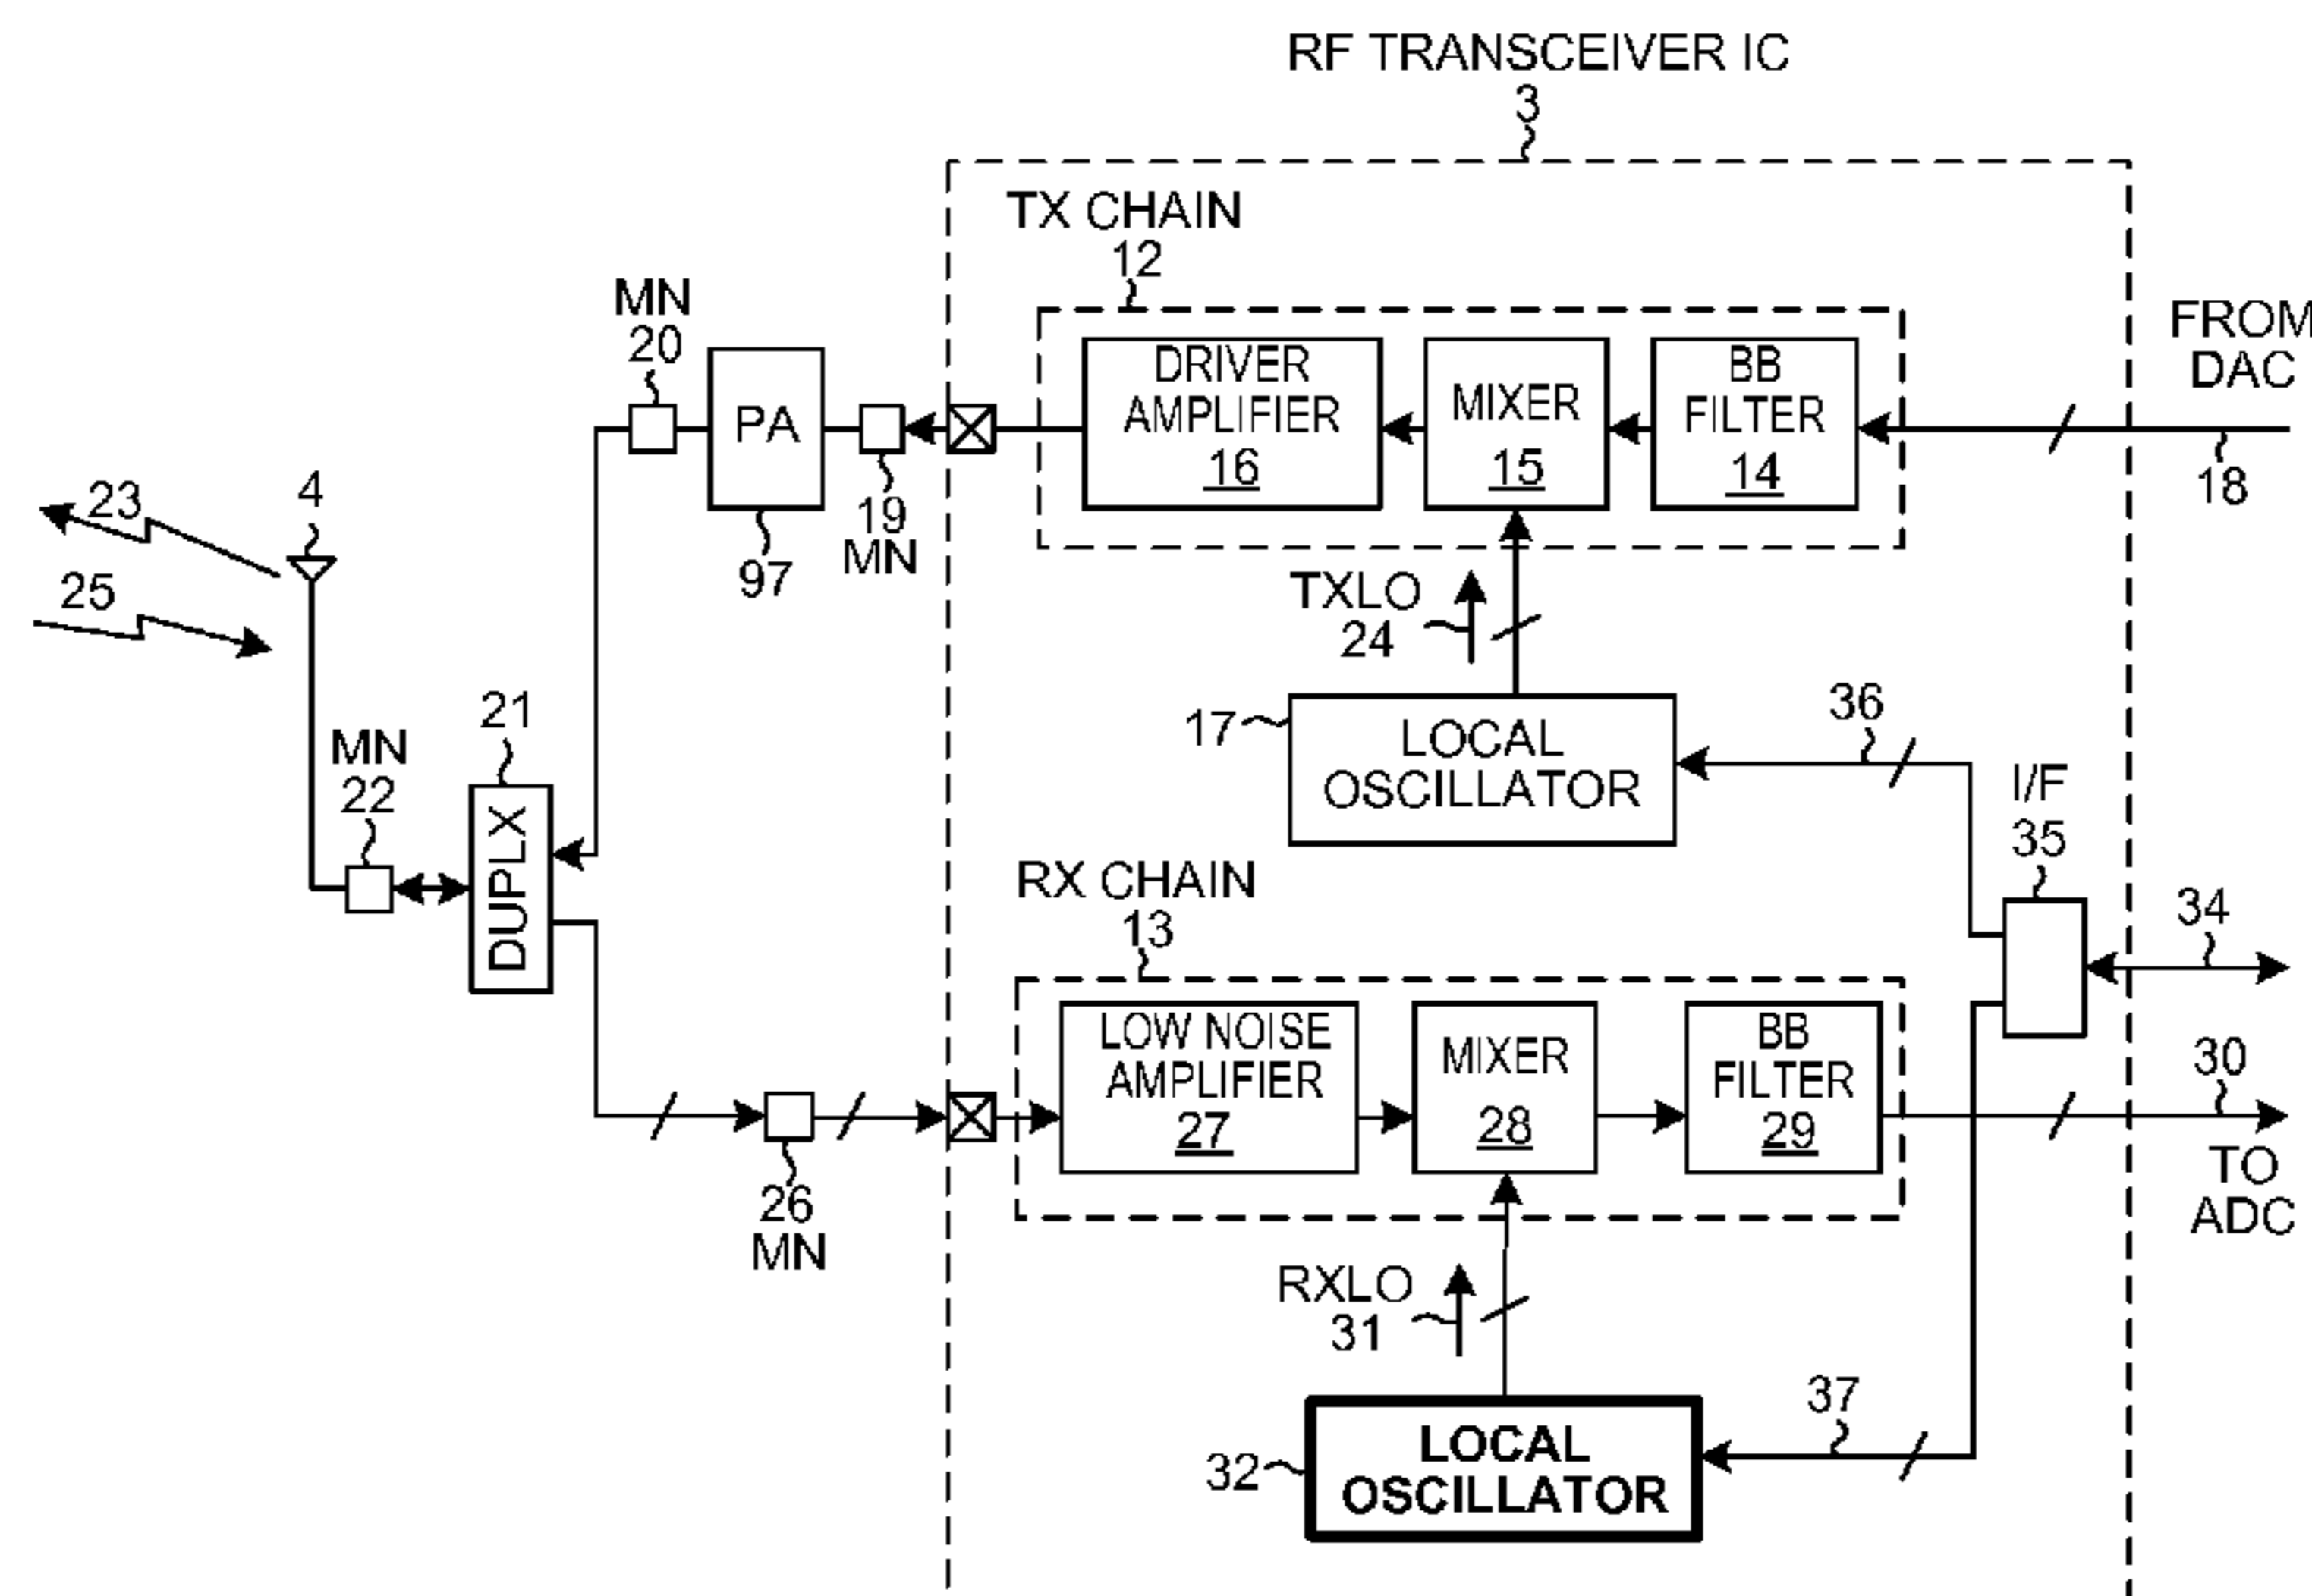 RF TRANSCEIVER IC
3
TX CHAIN
12
MN
20
PA
97
19
MN
DRIVER
AMPLIFIER
16
MIXER
15
BB
FILTER
14
FROM
DAC
18
23
4
25
TXLO
24
17
LOCAL
OSCILLATOR
36
I/F
35
34
MN
22
21
DUPLX
RX CHAIN
13
LOW NOISE
AMPLIFIER
27
MIXER
28
BB
FILTER
29
30
TO
ADC
26
MN
RXLO
31
32
LOCAL
OSCILLATOR
37